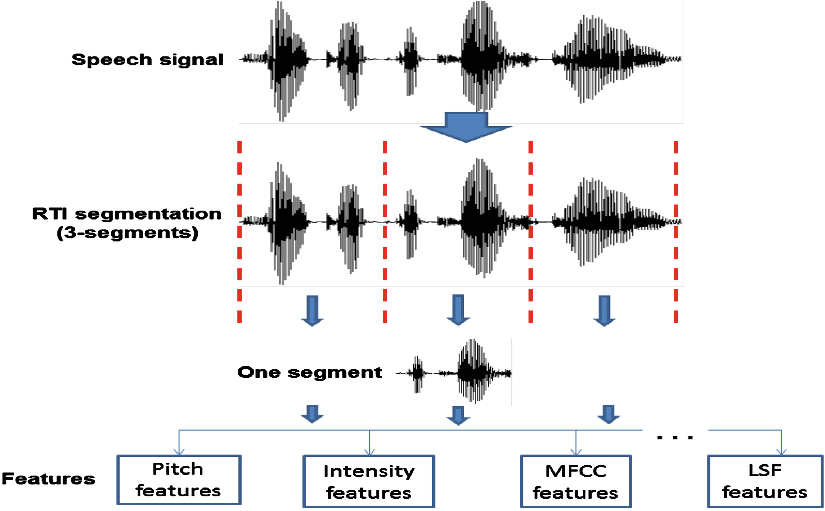 Speech signal
RTI segmentation
(3-segments)
One segment
. . .
Features
Pitch
features
Intensity
features
MFCC
features
LSF
features